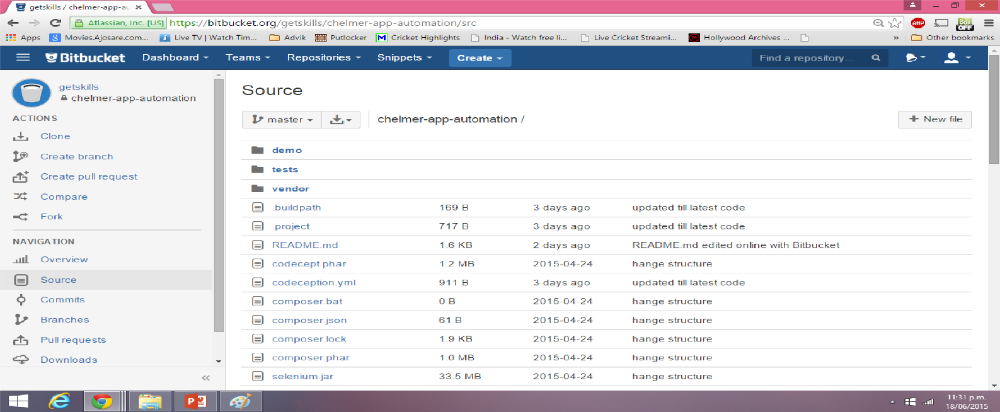 getskills / chelmer-app-au
Atlassian, Inc. [US] https://bitbucket.org/getskills/chelmer-app-automation/src
ABP
Box OFF
Apps Movies.Ajosare.com... Live TV | Watch Tim... Advik Putlocker Cricket Highlights India - Watch free li... Live Cricket Streami... Hollywood Archives ... » Other bookmarks
Bitbucket Dashboard Teams Repositories Snippets Create Find a repository...
getskills
chelmer-app-automation
ACTIONS
Clone
Create branch
Create pull request
Compare
Fork
NAVIGATION
Overview
Source
Commits
Branches
Pull requests
Downloads
«
Source
master chelmer-app-automation / + New file
demo
tests
vendor
.buildpath 169 B 3 days ago updated till latest code
.project 717 B 3 days ago updated till latest code
README.md 1.6 KB 2 days ago README.md edited online with Bitbucket
codecept.phar 1.2 MB 2015-04-24 hange structure
codeception.yml 911 B 3 days ago updated till latest code
composer.bat 0 B 2015-04-24 hange structure
composer.json 61 B 2015-04-24 hange structure
composer.lock 1.9 KB 2015-04-24 hange structure
composer.phar 1.0 MB 2015-04-24 hange structure
selenium.jar 33.5 MB 2015-04-24 hange structure
11:31 p.m.
18/06/2015